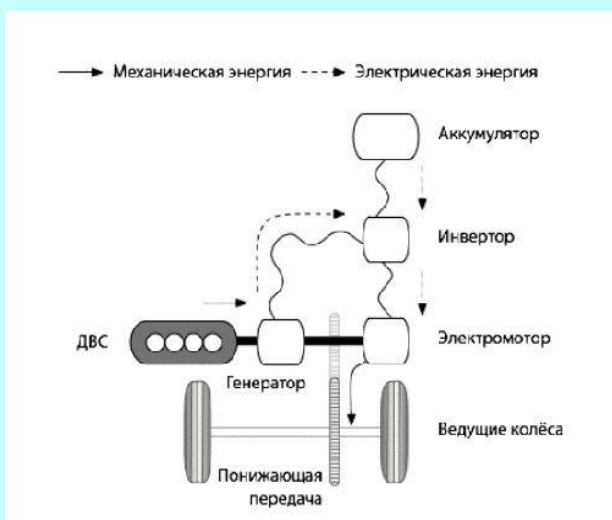 Механическая энергия
Электрическая энергия
Аккумулятор
Инвертор
ДВС
Электромотор
Генератор
Ведущие колёса
Понижающая
передача